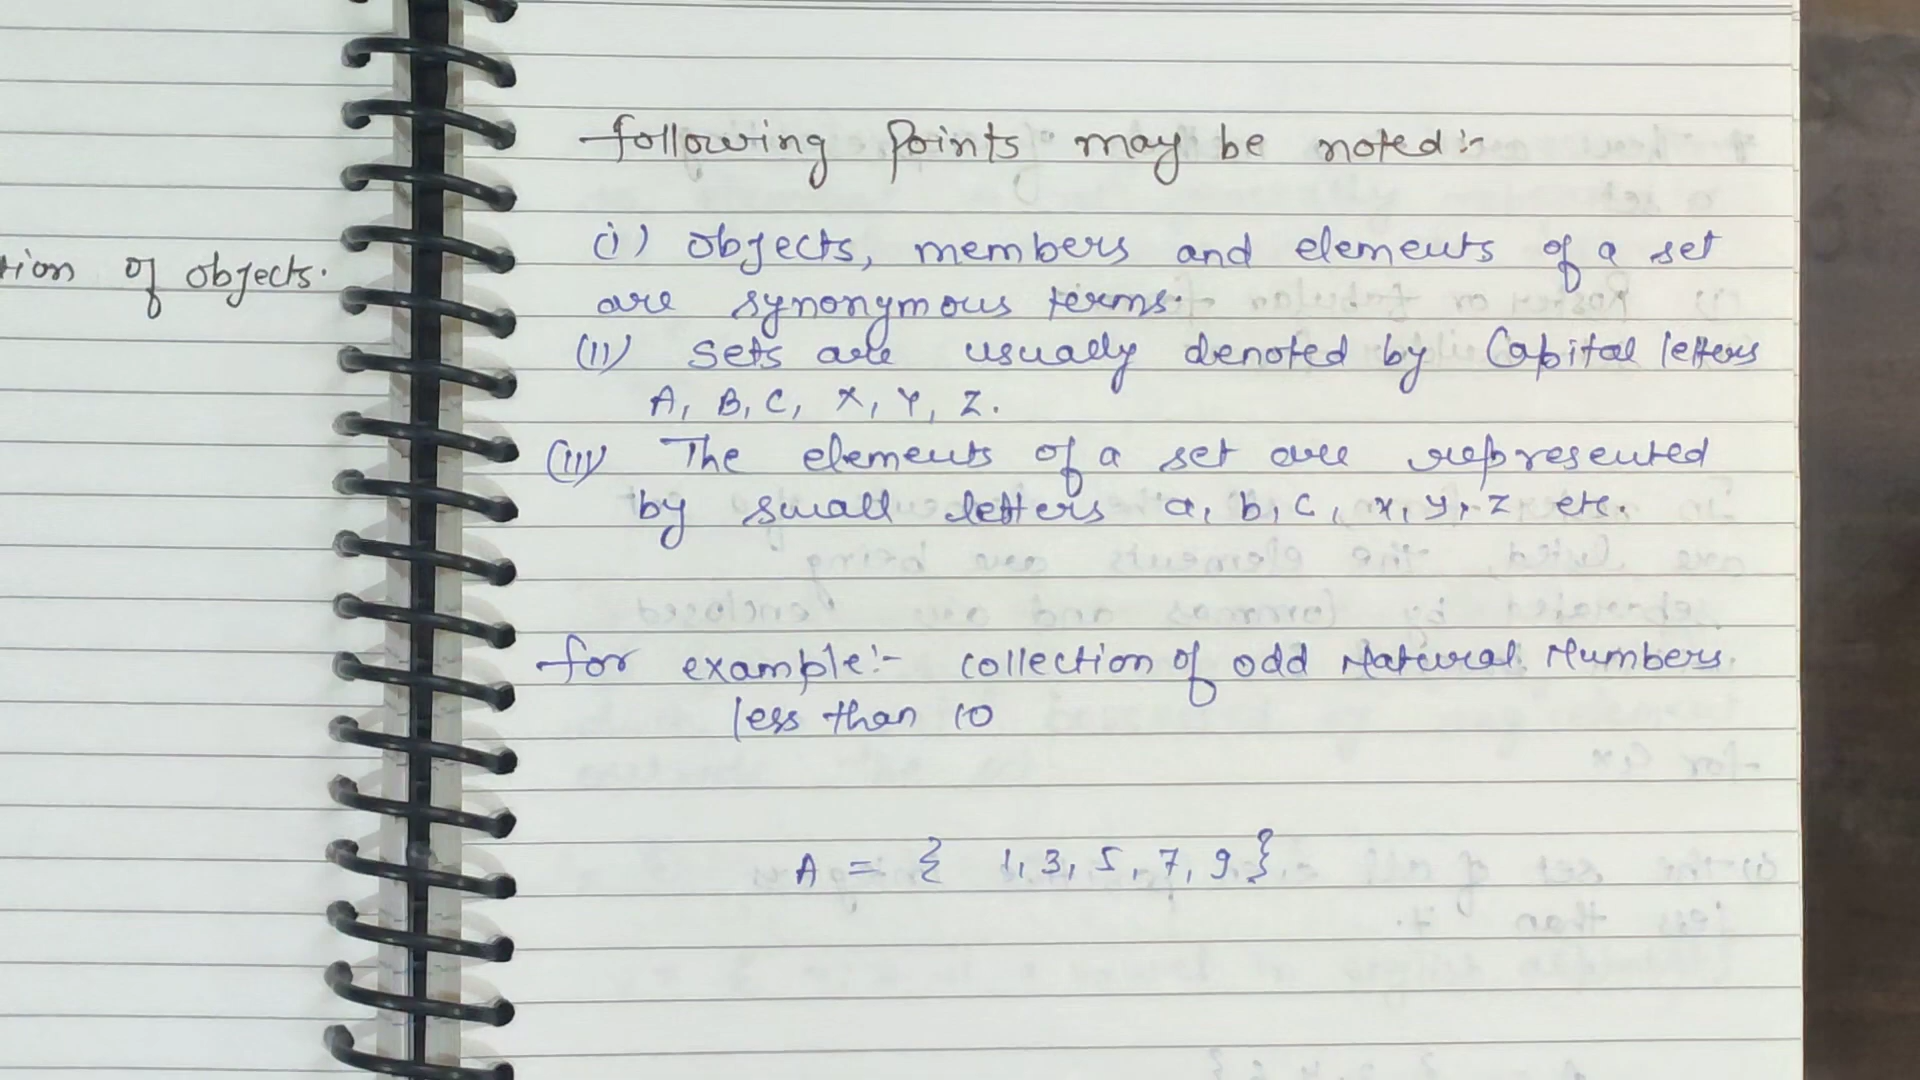 tion of objects.
following points may be noted:-
(i) objects, members and elements of a set
are synonymous terms.
(ii) sets are usually denoted by Capital letters
A, B, C, X, Y, Z.
(iii) The elements of a set are represented
by small letters a, b, c, x, y, z etc.
for example:- collection of odd Natural Numbers
less than 10
A = { 1, 3, 5, 7, 9 }